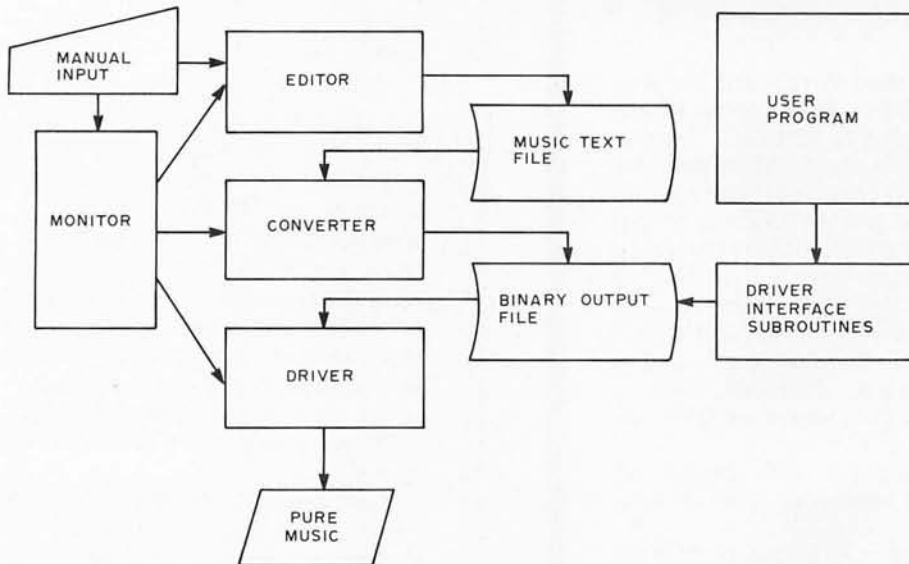 MANUAL
INPUT
EDITOR
USER
PROGRAM
MUSIC TEXT
FILE
MONITOR
CONVERTER
BINARY OUTPUT
FILE
DRIVER
INTERFACE
SUBROUTINES
DRIVER
PURE
MUSIC